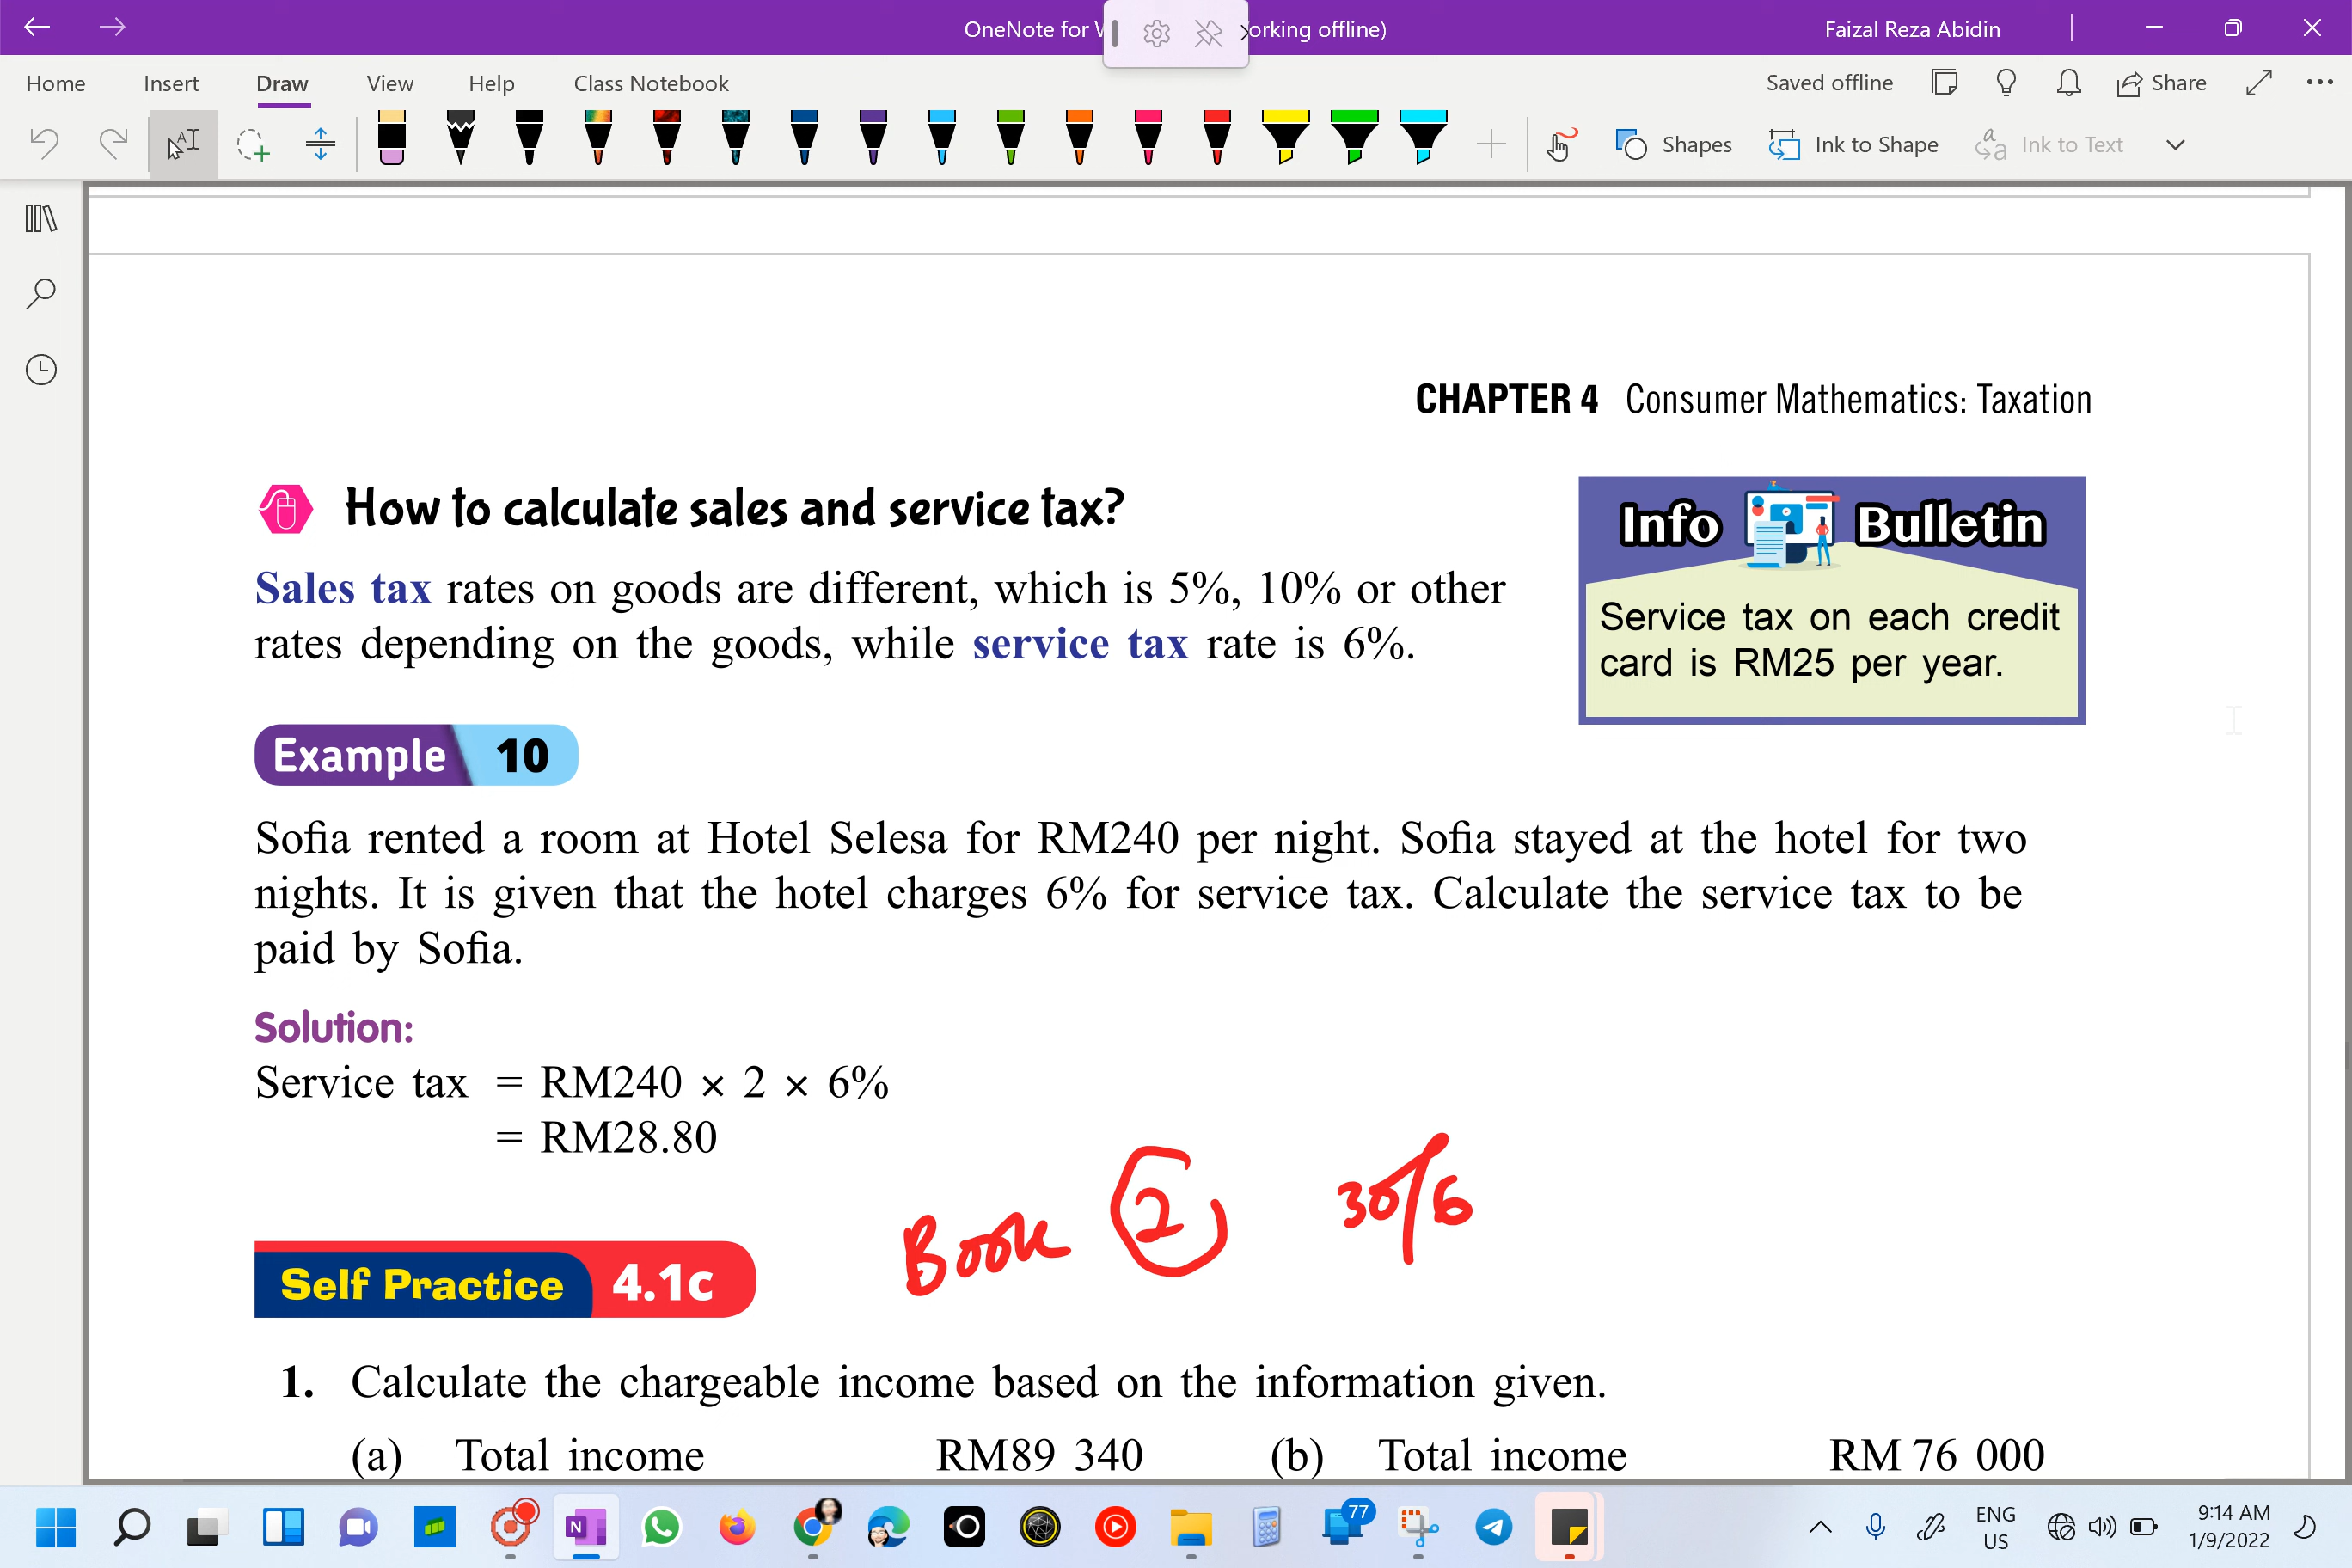 OneNote for W
orking offline)
Faizal Reza Abidin
Home Insert Draw View Help Class Notebook
Saved offline
Share
Shapes
Ink to Shape
Ink to Text
CHAPTER 4 Consumer Mathematics: Taxation
How to calculate sales and service tax?
Sales tax rates on goods are different, which is 5%, 10% or other
rates depending on the goods, while service tax rate is 6%.
Info Bulletin
Service tax on each credit
card is RM25 per year.
Example 10
Sofia rented a room at Hotel Selesa for RM240 per night. Sofia stayed at the hotel for two
nights. It is given that the hotel charges 6% for service tax. Calculate the service tax to be
paid by Sofia.
Solution:
Service tax = RM240 × 2 × 6%
= RM28.80
Book 2 30/6
Self Practice 4.1c
1. Calculate the chargeable income based on the information given.
(a) Total income RM89 340 (b) Total income RM 76 000
77
ENG
US
9:14 AM
1/9/2022